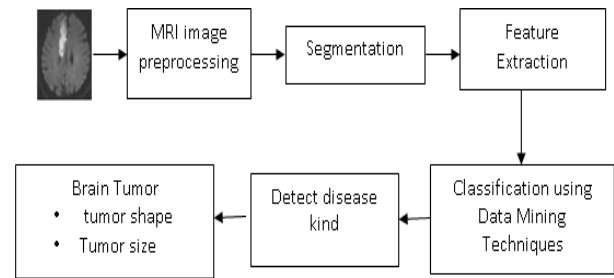 MRI image
preprocessing
Segmentation
Feature
Extraction
Classification using
Data Mining
Techniques
Detect disease
kind
Brain Tumor
• tumor shape
• Tumor size